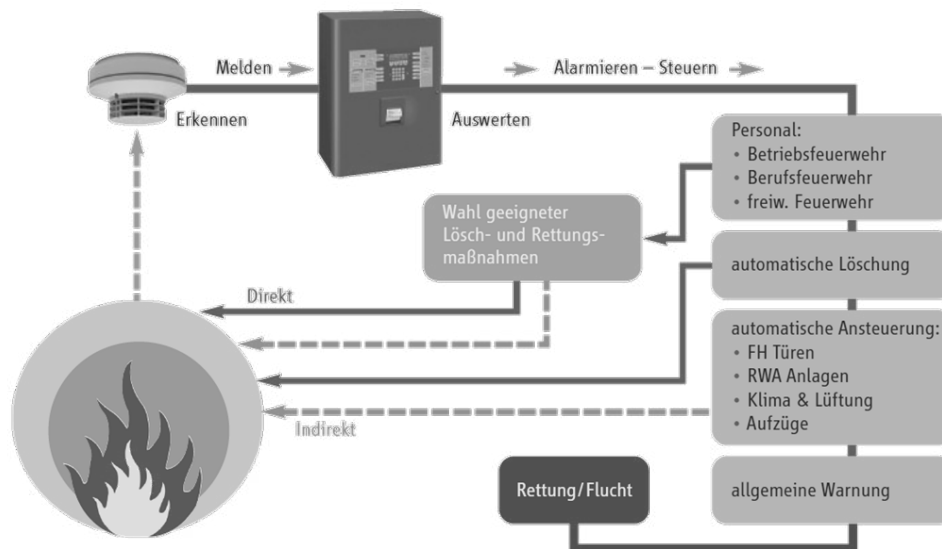 Melden
Alarmieren – Steuern
Erkennen
Auswerten
Personal:
• Betriebsfeuerwehr
• Berufsfeuerwehr
• freiw. Feuerwehr
Wahl geeigneter
Lösch- und Rettungs-
maßnahmen
automatische Löschung
Direkt
automatische Ansteuerung:
• FH Türen
• RWA Anlagen
• Klima & Lüftung
• Aufzüge
Indirekt
Rettung/Flucht
allgemeine Warnung